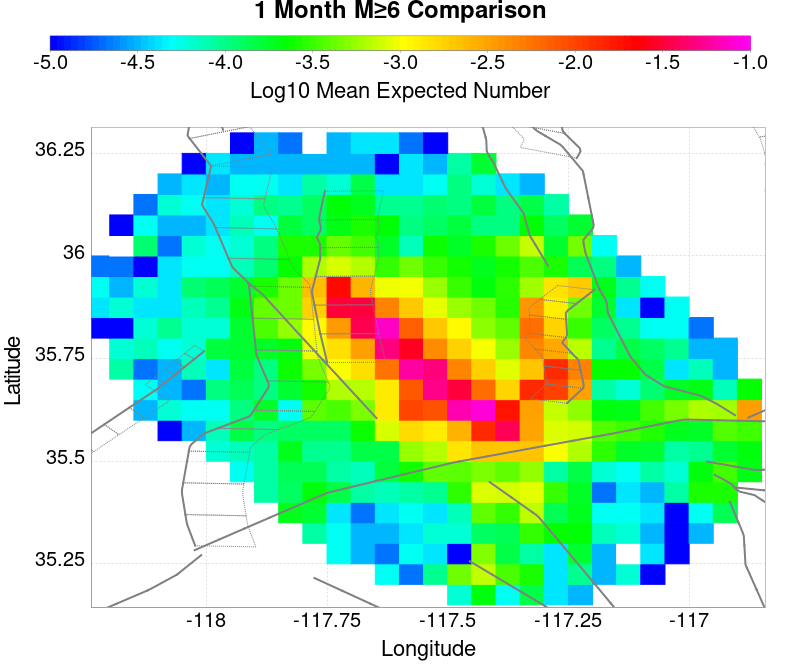 1 Month M≥6 Comparison
-5.0 -4.5 -4.0 -3.5 -3.0 -2.5 -2.0 -1.5 -1.0
Log10 Mean Expected Number
36.25
36
35.75
35.5
35.25
Latitude
-118 -117.75 -117.5 -117.25 -117
Longitude